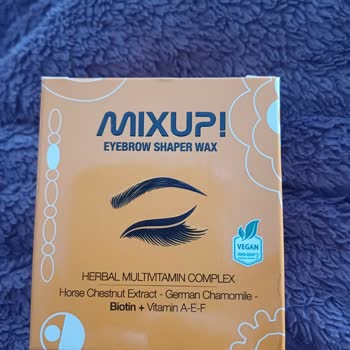 MIXUP!
EYEBROW SHAPER WAX
VEGAN
HERBAL MULTIVITAMIN COMPLEX
Horse Chestnut Extract - German Chamomile -
Biotin + Vitamin A-E-F